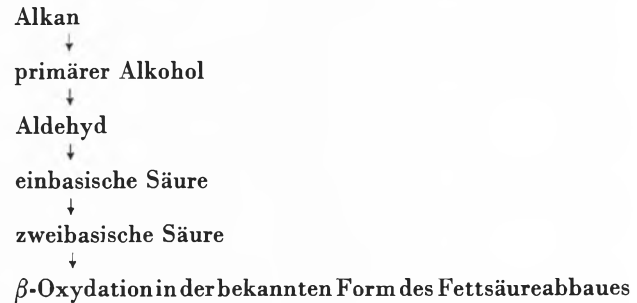 Alkan
↓
primärer Alkohol
↓
Aldehyd
↓
einbasische Säure
↓
zweibasische Säure
↓
β-Oxydation in der bekannten Form des Fettsäureabbaues